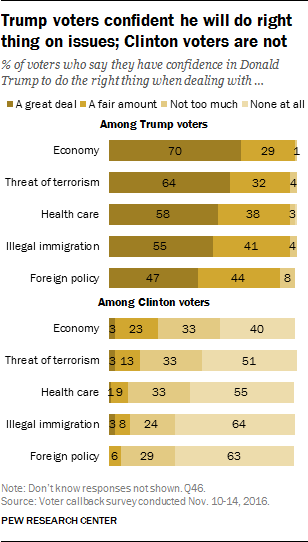 Trump voters confident he will do right
thing on issues; Clinton voters are not
% of voters who say they have confidence in Donald
Trump to do the right thing when dealing with ...
A great deal A fair amount Not too much None at all
Among Trump voters
Economy 70 29 1
Threat of terrorism 64 32 4
Health care 58 38 3
Illegal immigration 55 41 4
Foreign policy 47 44 8
Among Clinton voters
Economy 3 23 33 40
Threat of terrorism 3 13 33 51
Health care 1 9 33 55
Illegal immigration 3 8 24 64
Foreign policy 6 29 63
Note: Don't know responses not shown. Q46.
Source: Voter callback survey conducted Nov. 10-14, 2016.
PEW RESEARCH CENTER